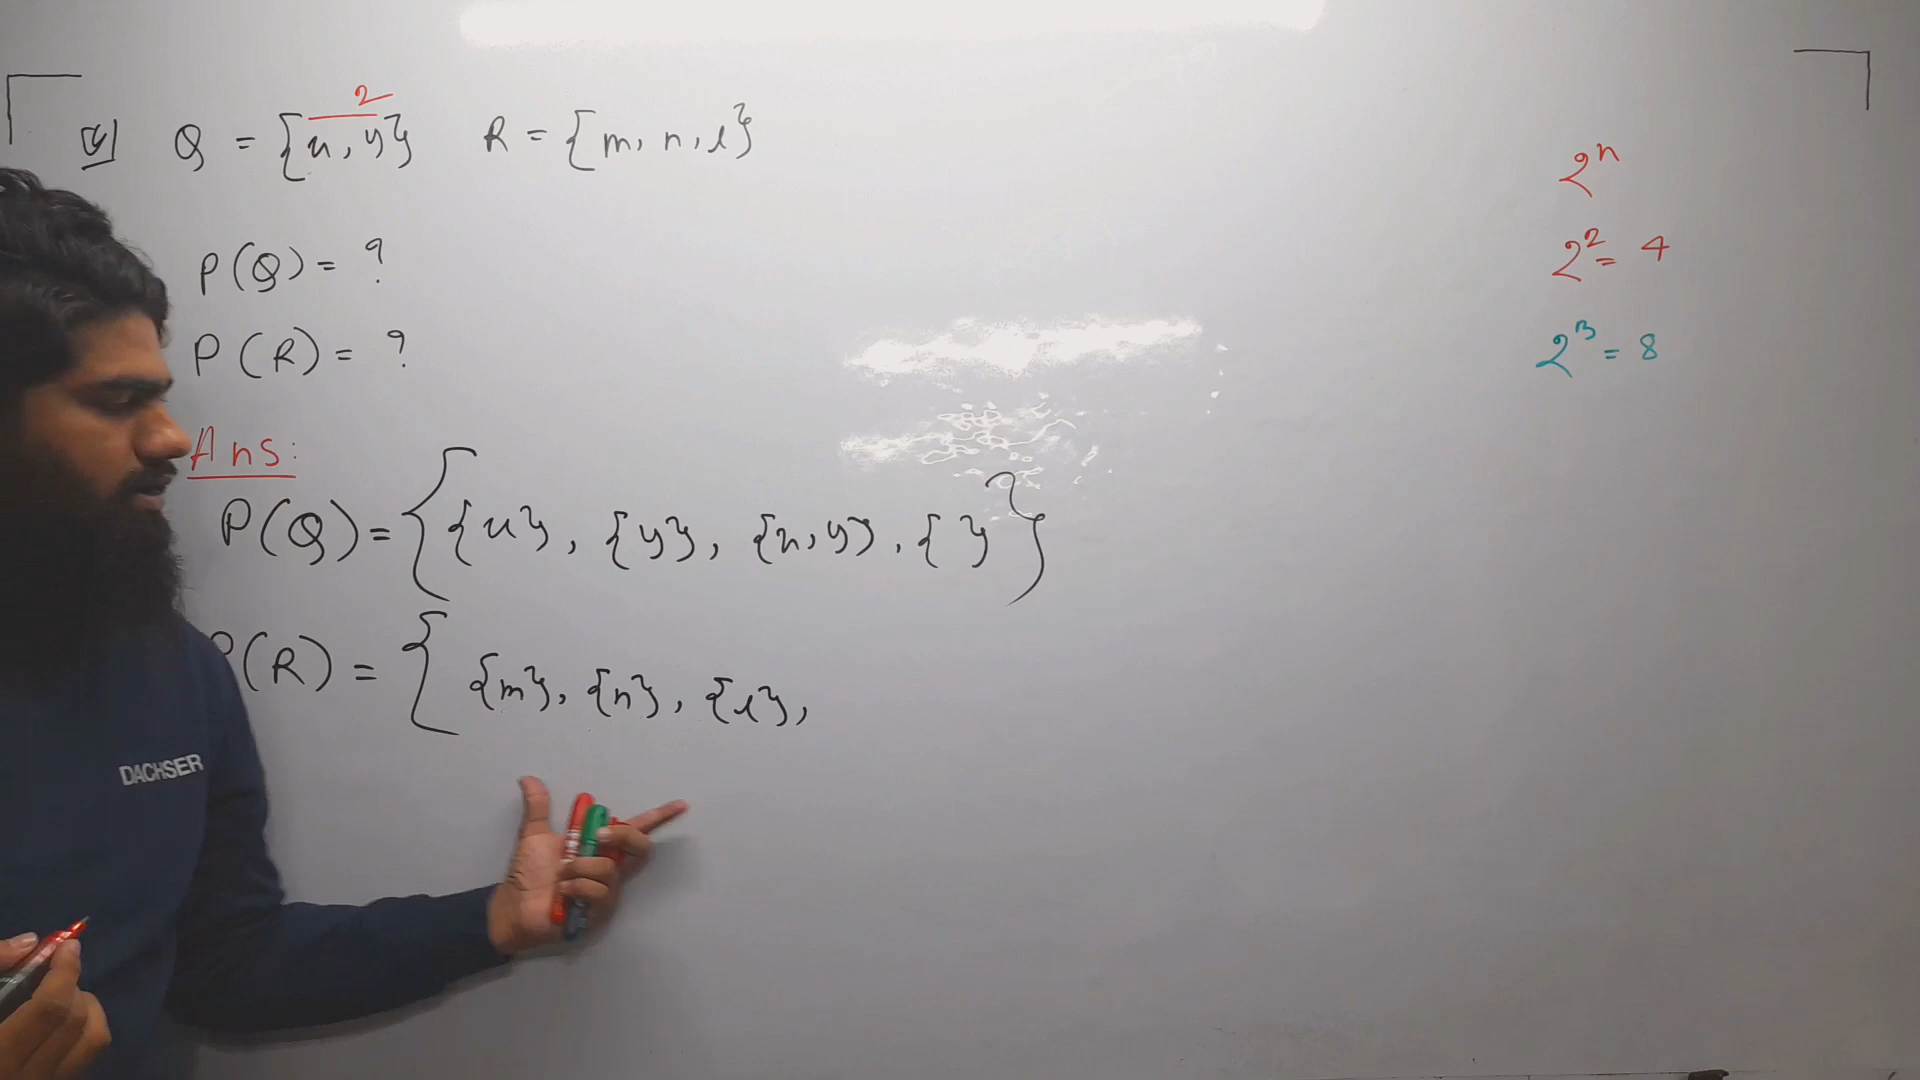 Q = {x, y} R = {m, n, l}
2
P(Q) = ?
P(R) = ?
Ans:
P(Q) = {{x}, {y}, {x, y}, { }}
P(R) = {{m}, {n}, {l},
2^n
2^2 = 4
2^3 = 8
DACHSER